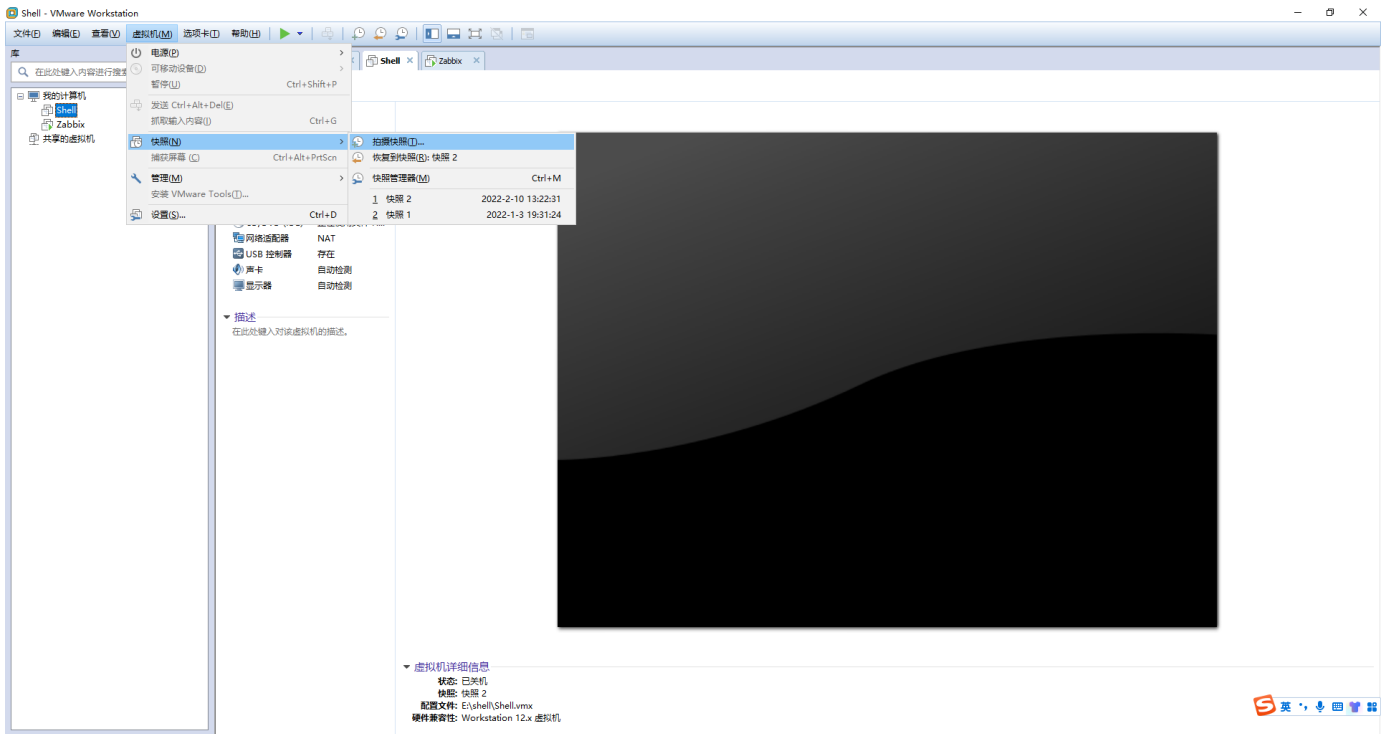 Shell - VMware Workstation
文件(F) 编辑(E) 查看(V) 虚拟机(M) 选项卡(T) 帮助(H)
库
在此处键入内容进行搜索
我的计算机
Shell
Zabbix
共享的虚拟机
电源(P)
可移动设备(D)
暂停(U) Ctrl+Shift+P
发送 Ctrl+Alt+Del(E)
抓取输入内容(I) Ctrl+G
快照(N)
捕获屏幕 (C) Ctrl+Alt+PrtScn
管理(M)
安装 VMware Tools(T)...
设置(S)... Ctrl+D
拍摄快照(T)...
恢复到快照(R): 快照 2
快照管理器(M) Ctrl+M
1 快照 2 2022-2-10 13:22:31
2 快照 1 2022-1-3 19:31:24
Shell Zabbix
网络适配器 NAT
USB 控制器 存在
声卡 自动检测
显示器 自动检测
描述
在此处键入对该虚拟机的描述。
虚拟机详细信息
状态: 已关机
快照: 快照 2
配置文件: E:\shell\Shell.vmx
硬件兼容性: Workstation 12.x 虚拟机
S 英